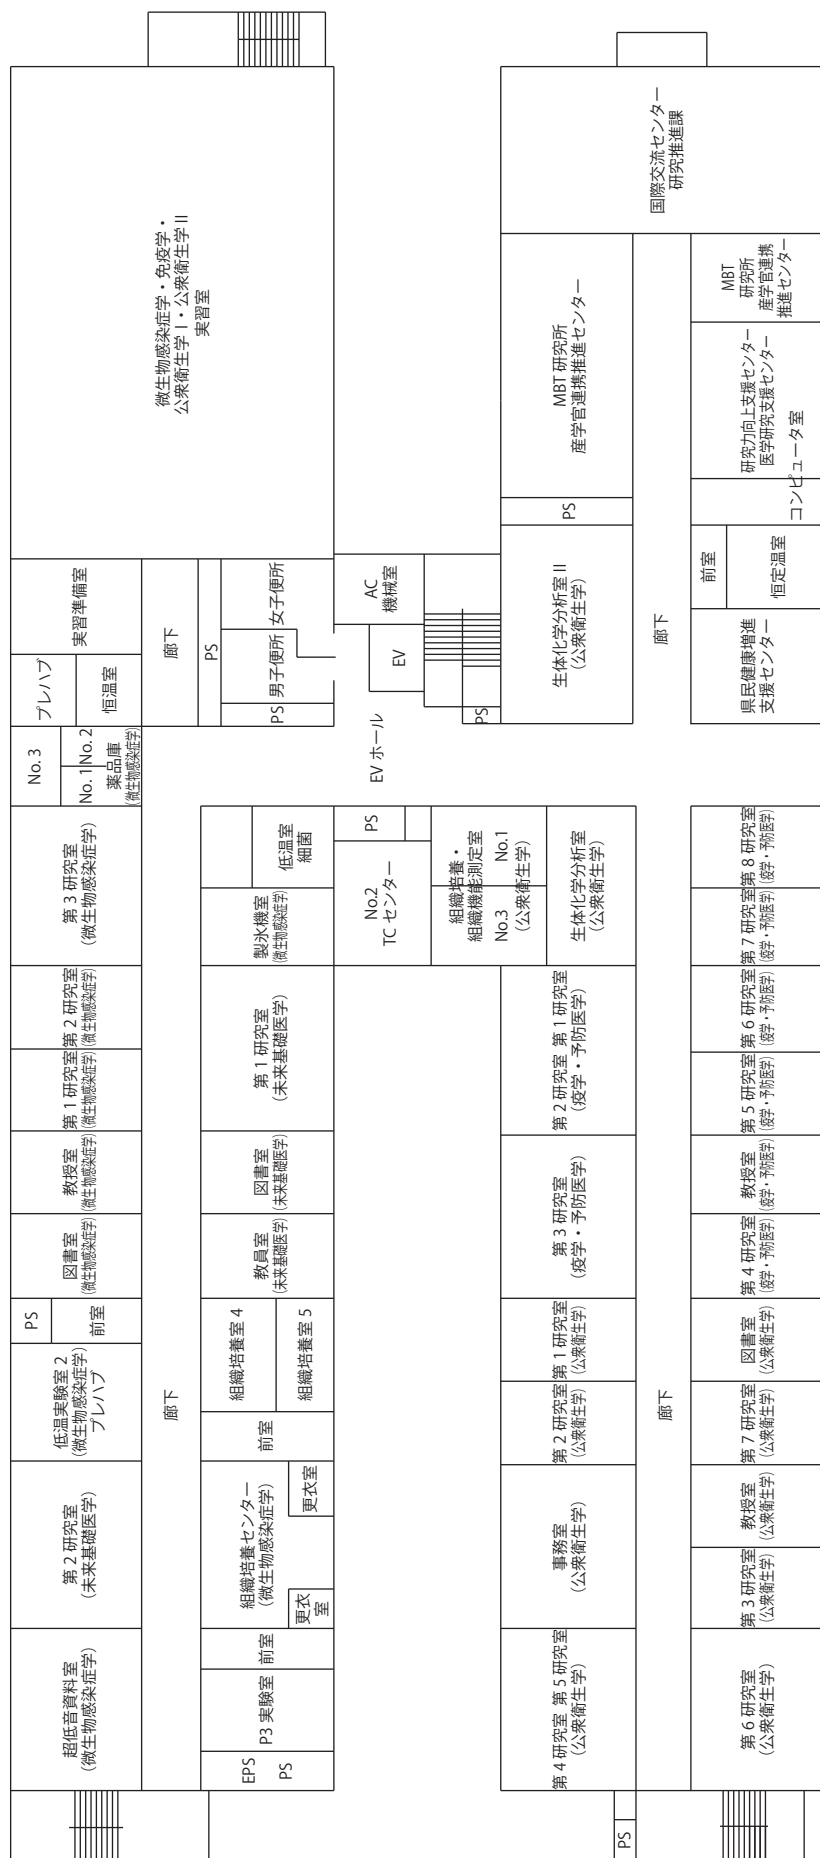 国際交流センター
研究推進課
微生物感染症学・免疫学・
公衆衛生学Ⅰ・公衆衛生学Ⅱ
実習室
MBT 研究所
産学官連携推進センター
MBT
研究所
産学官連携
推進センター
研究力向上支援センター
医学研究支援センター
コンピュータ室
PS
実習準備室
廊下
PS
女子便所
男子便所
PS
AC
機械室
EV
PS
生体化学分析室Ⅱ
(公衆衛生学)
廊下
前室
恒定温室
県民健康増進
支援センター
プレハブ
恒温室
EV ホール
No. 3
No. 1
No. 2
薬品庫
(微生物感染症学)
第 3 研究室
(微生物感染症学)
低温室
細菌
製氷機室
(微生物感染症学)
PS
No.2
TC センター
組織培養・
組織機能測定室
No.3
No.1
(公衆衛生学)
生体化学分析室
(公衆衛生学)
第 8 研究室
(疫学・予防医学)
第 7 研究室
(疫学・予防医学)
第 2 研究室
(微生物感染症学)
第 1 研究室
(微生物感染症学)
第 1 研究室
(未来基礎医学)
第 2 研究室 第 1 研究室
(疫学・予防医学)
第 6 研究室
(疫学・予防医学)
第 5 研究室
(疫学・予防医学)
教授室
(微生物感染症学)
図書室
(微生物感染症学)
図書室
(未来基礎医学)
教員室
(未来基礎医学)
第 3 研究室
(疫学・予防医学)
教授室
(疫学・予防医学)
第 4 研究室
(疫学・予防医学)
PS
前室
低温実験室 2
(微生物感染症学)
プレハブ
廊下
組織培養室 4
組織培養室 5
前室
第 1 研究室
(公衆衛生学)
第 2 研究室
(公衆衛生学)
廊下
図書室
(公衆衛生学)
第 7 研究室
(公衆衛生学)
第 2 研究室
(未来基礎医学)
組織培養センター
(微生物感染症学)
更衣室
更衣
室
事務室
(公衆衛生学)
教授室
(公衆衛生学)
第 3 研究室
(公衆衛生学)
超低音資料室
(微生物感染症学)
前室
P3 実験室
EPS
PS
第 4 研究室 第 5 研究室
(公衆衛生学)
第 6 研究室
(公衆衛生学)
PS